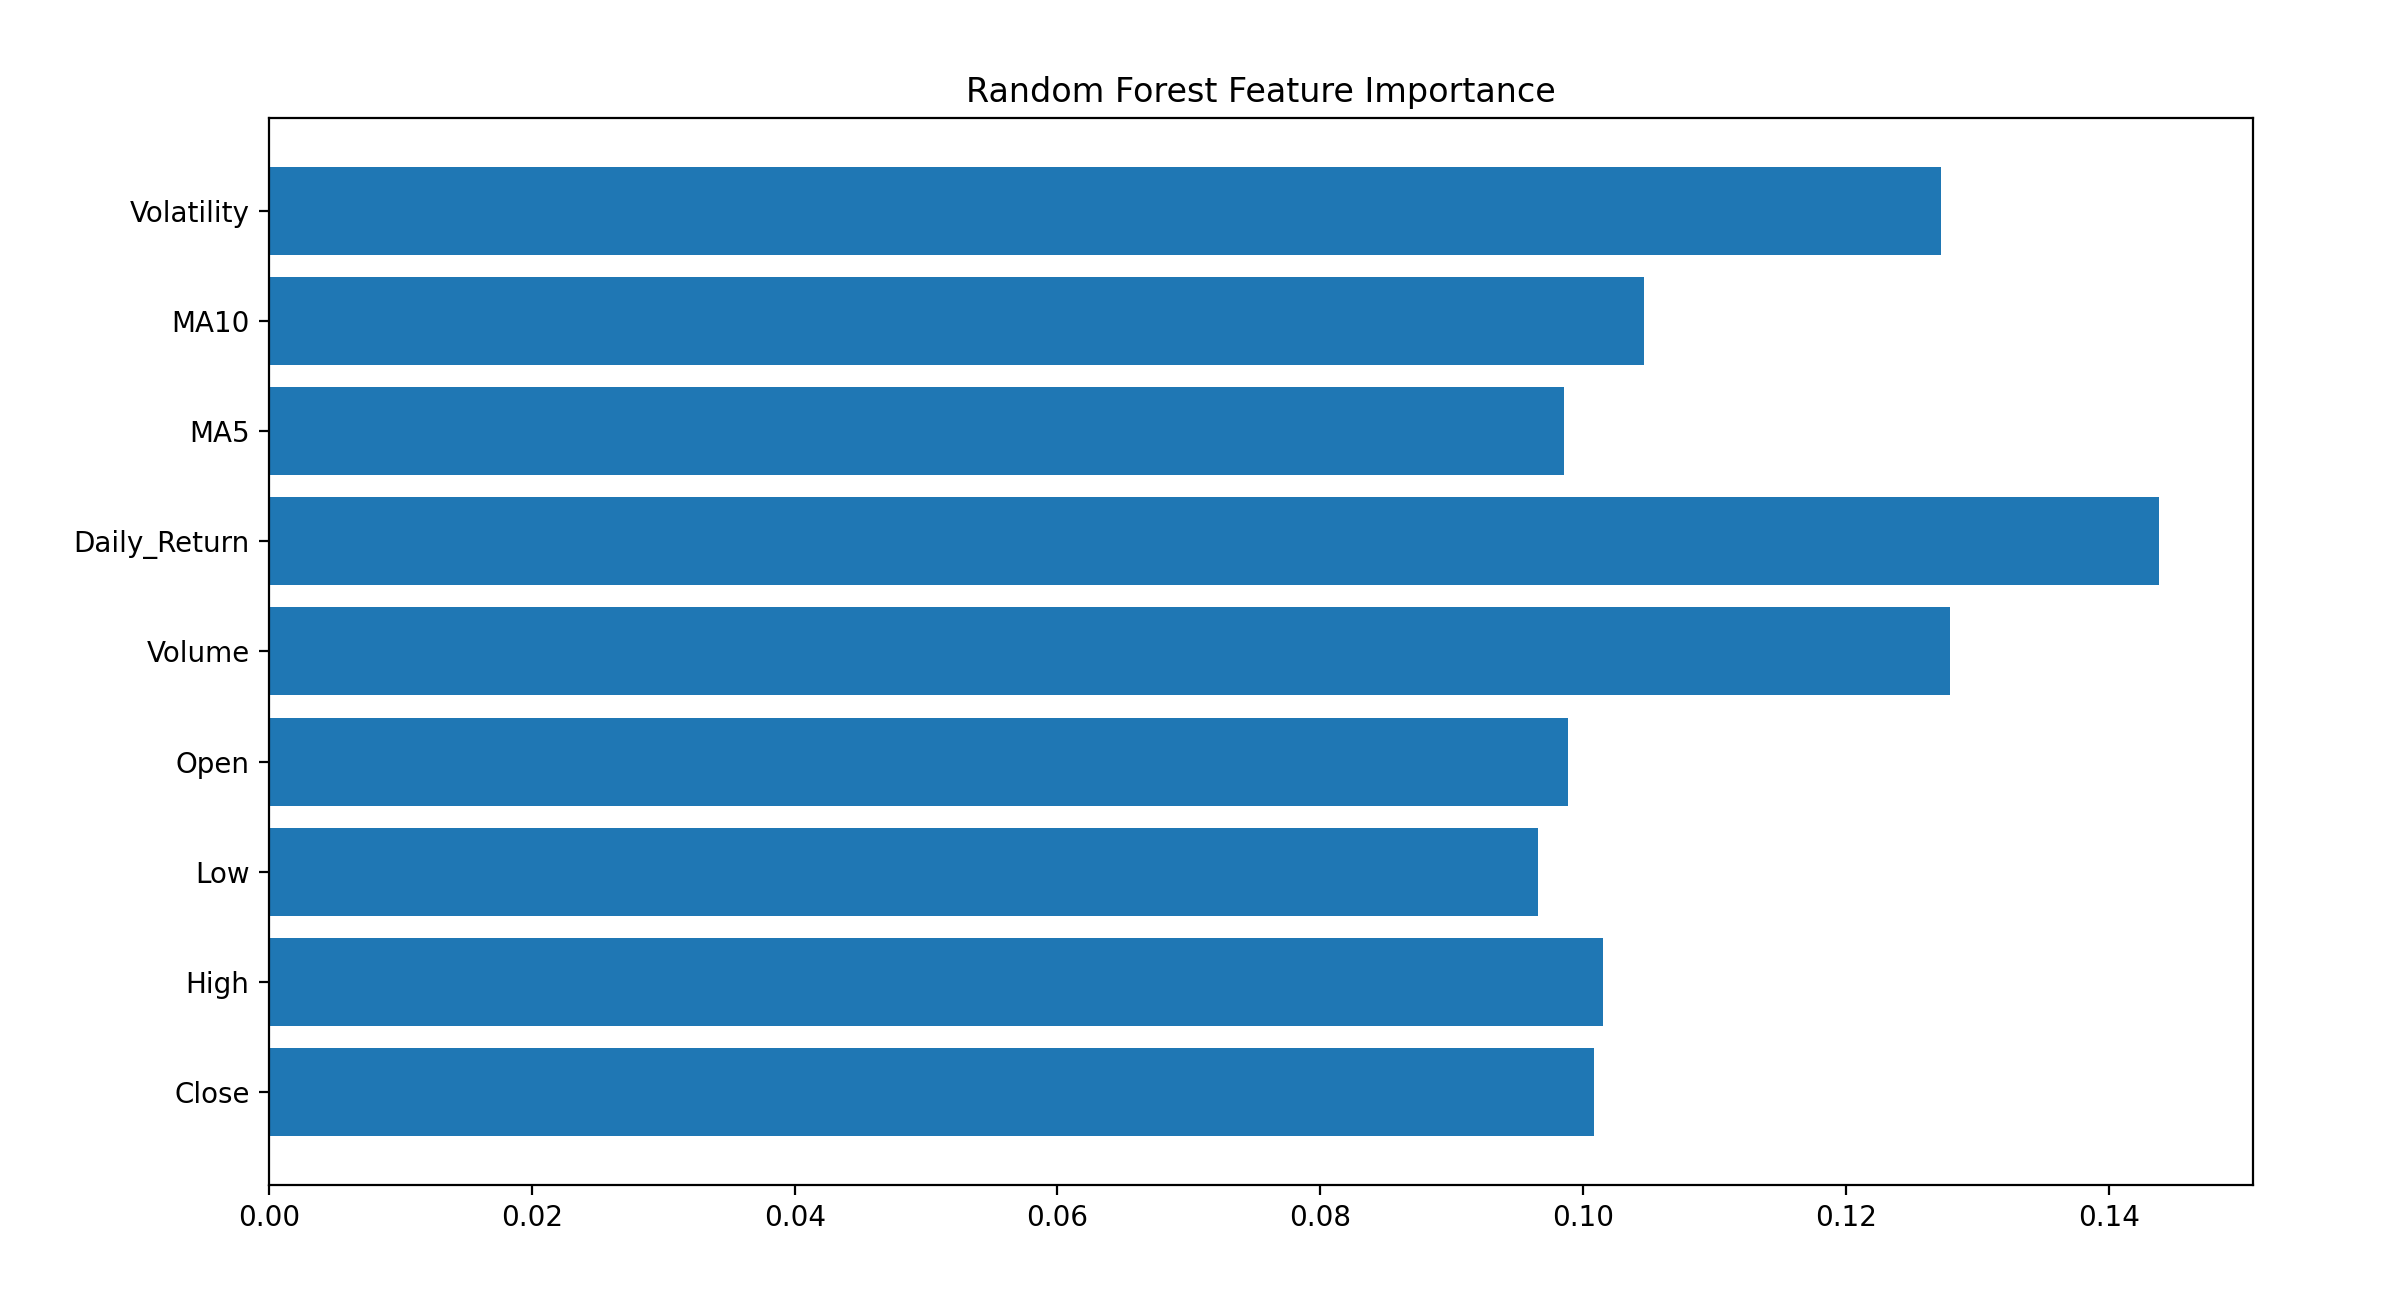 Random Forest Feature Importance
Volatility
MA10
MA5
Daily_Return
Volume
Open
Low
High
Close
0.00 0.02 0.04 0.06 0.08 0.10 0.12 0.14